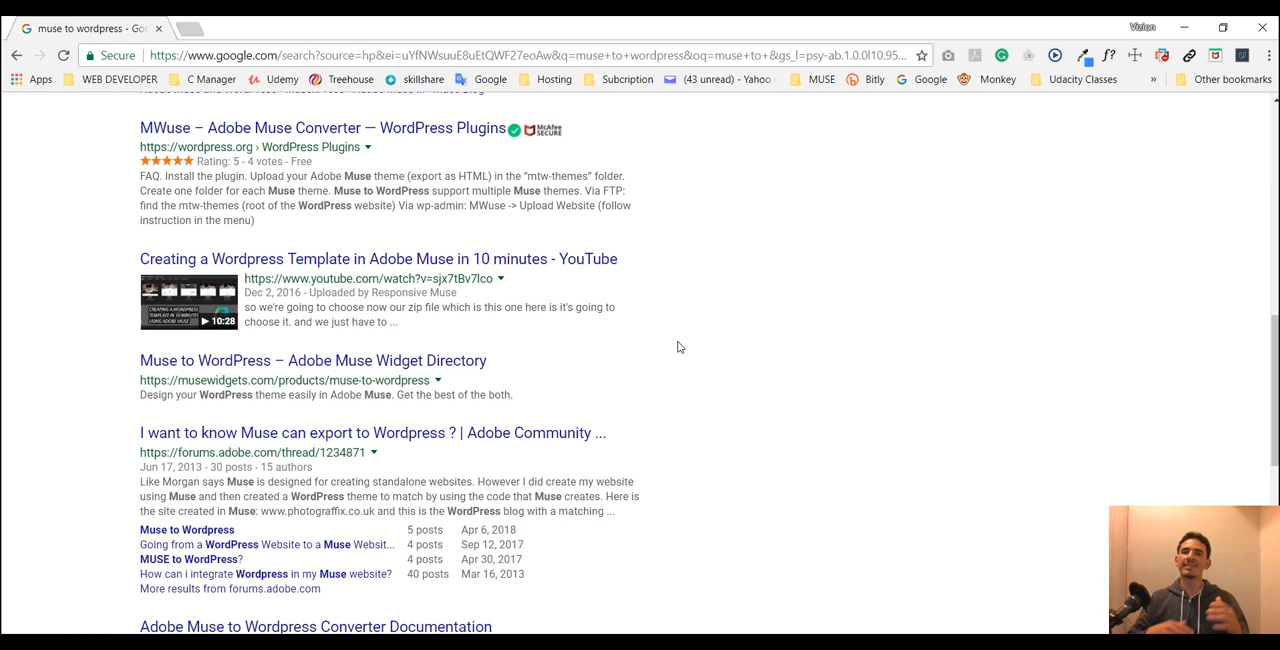 muse to wordpress - Goo
Vizion
Secure https://www.google.com/search?source=hp&ei=uYfNWsuuE8uEtQWF27eoAw&q=muse+to+wordpress&oq=muse+to+&gs_l=psy-ab.1.0.0l10.95...
Apps WEB DEVELOPER C Manager Udemy Treehouse skillshare Google Hosting Subcription (43 unread) - Yahoo MUSE Bitly Google Monkey Udacity Classes » Other bookmarks
MWuse – Adobe Muse Converter — WordPress Plugins McAfee SECURE
https://wordpress.org › WordPress Plugins
Rating: 5 - 4 votes - Free
FAQ. Install the plugin. Upload your Adobe Muse theme (export as HTML) in the “mtw-themes” folder.
Create one folder for each Muse theme. Muse to WordPress support multiple Muse themes. Via FTP:
find the mtw-themes (root of the WordPress website) Via wp-admin: MWuse -> Upload Website (follow
instruction in the menu)
Creating a Wordpress Template in Adobe Muse in 10 minutes - YouTube
https://www.youtube.com/watch?v=sjx7tBv7lco
Dec 2, 2016 - Uploaded by Responsive Muse
so we're going to choose now our zip file which is this one here is it's going to
choose it. and we just have to ...
CREATING A WORDPRESS
TEMPLATE IN 10 MINUTES
USING ADOBE MUSE
10:28
Muse to WordPress – Adobe Muse Widget Directory
https://musewidgets.com/products/muse-to-wordpress
Design your WordPress theme easily in Adobe Muse. Get the best of the both.
I want to know Muse can export to Wordpress ? | Adobe Community ...
https://forums.adobe.com/thread/1234871
Jun 17, 2013 - 30 posts - 15 authors
Like Morgan says Muse is designed for creating standalone websites. However I did create my website
using Muse and then created a WordPress theme to match by using the code that Muse creates. Here is
the site created in Muse: www.photograffix.co.uk and this is the WordPress blog with a matching ...
Muse to Wordpress 5 posts Apr 6, 2018
Going from a WordPress Website to a Muse Websit... 4 posts Sep 12, 2017
MUSE to WordPress? 4 posts Apr 30, 2017
How can i integrate Wordpress in my Muse website? 40 posts Mar 16, 2013
More results from forums.adobe.com
Adobe Muse to Wordpress Converter Documentation